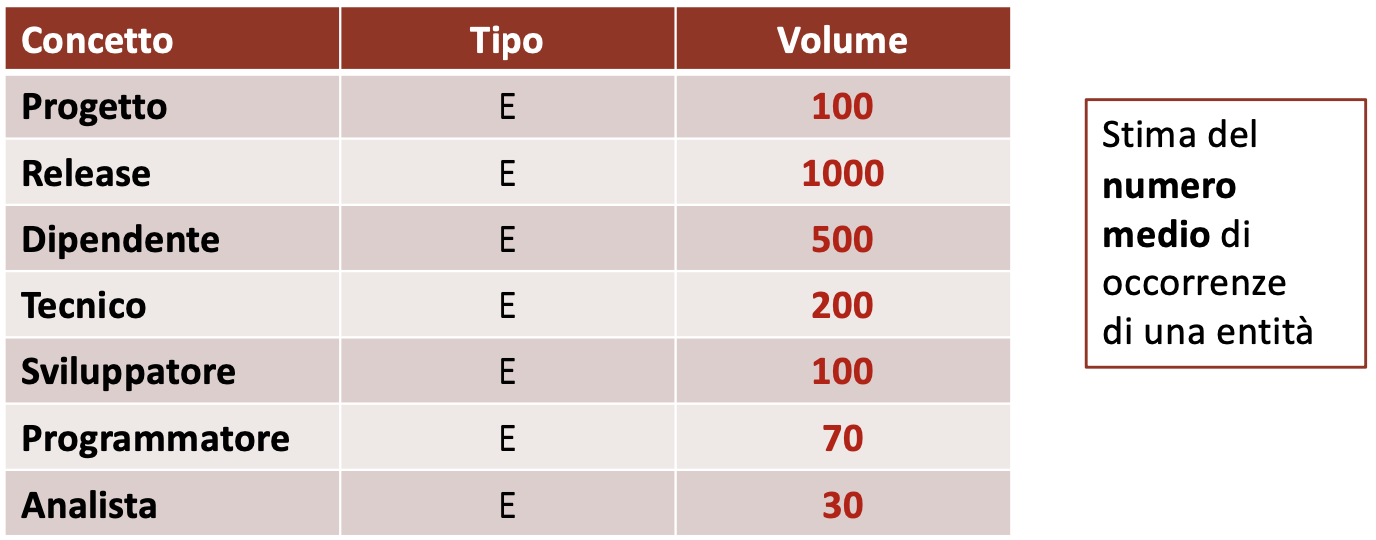 Concetto Tipo Volume
Progetto E 100
Release E 1000
Dipendente E 500
Tecnico E 200
Sviluppatore E 100
Programmatore E 70
Analista E 30
Stima del
numero
medio di
occorrenze
di una entità